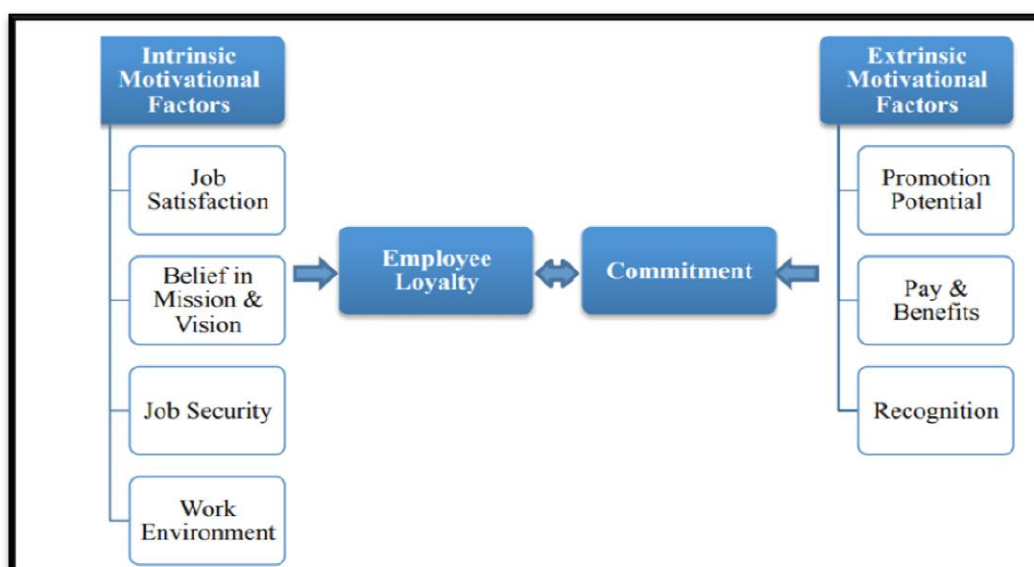 Intrinsic
Motivational
Factors
Job
Satisfaction
Belief in
Mission &
Vision
Job Security
Work
Environment
Employee
Loyalty
Commitment
Extrinsic
Motivational
Factors
Promotion
Potential
Pay &
Benefits
Recognition